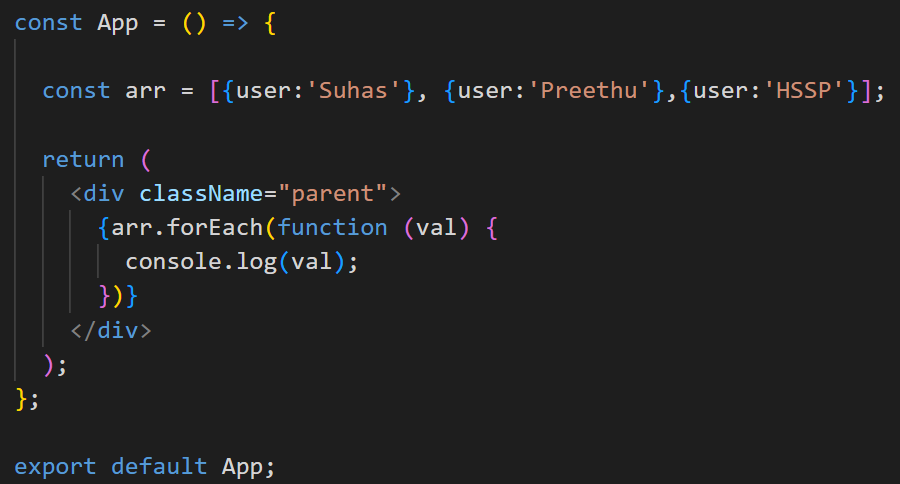 const App = () => {
const arr = [{user:'Suhas'}, {user:'Preethu'},{user:'HSSP'}];
return (
<div className="parent">
{arr.forEach(function (val) {
console.log(val);
})}
</div>
);
};
export default App;